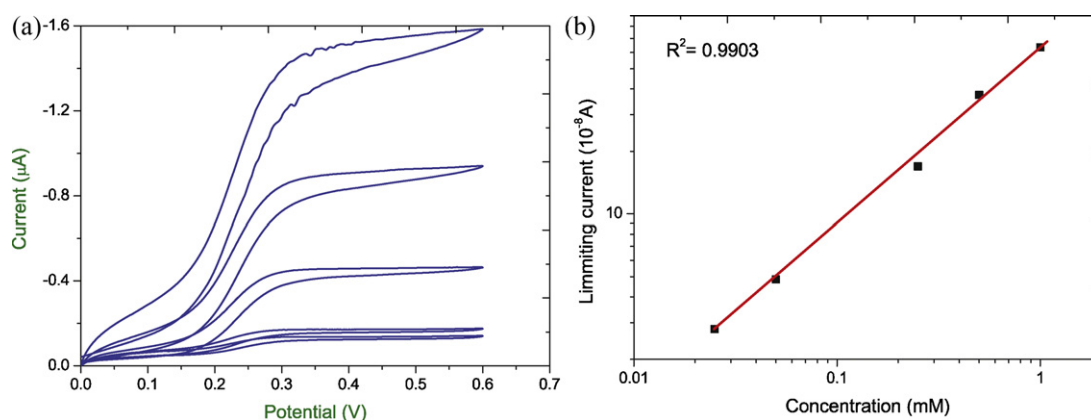 (a)
-1.6
-1.2
-0.8
-0.4
0.0
0.0 0.1 0.2 0.3 0.4 0.5 0.6 0.7
Current (μA)
Potential (V)
(b)
R²= 0.9903
10
0.01 0.1 1
Limmiting current (10⁻⁸A)
Concentration (mM)